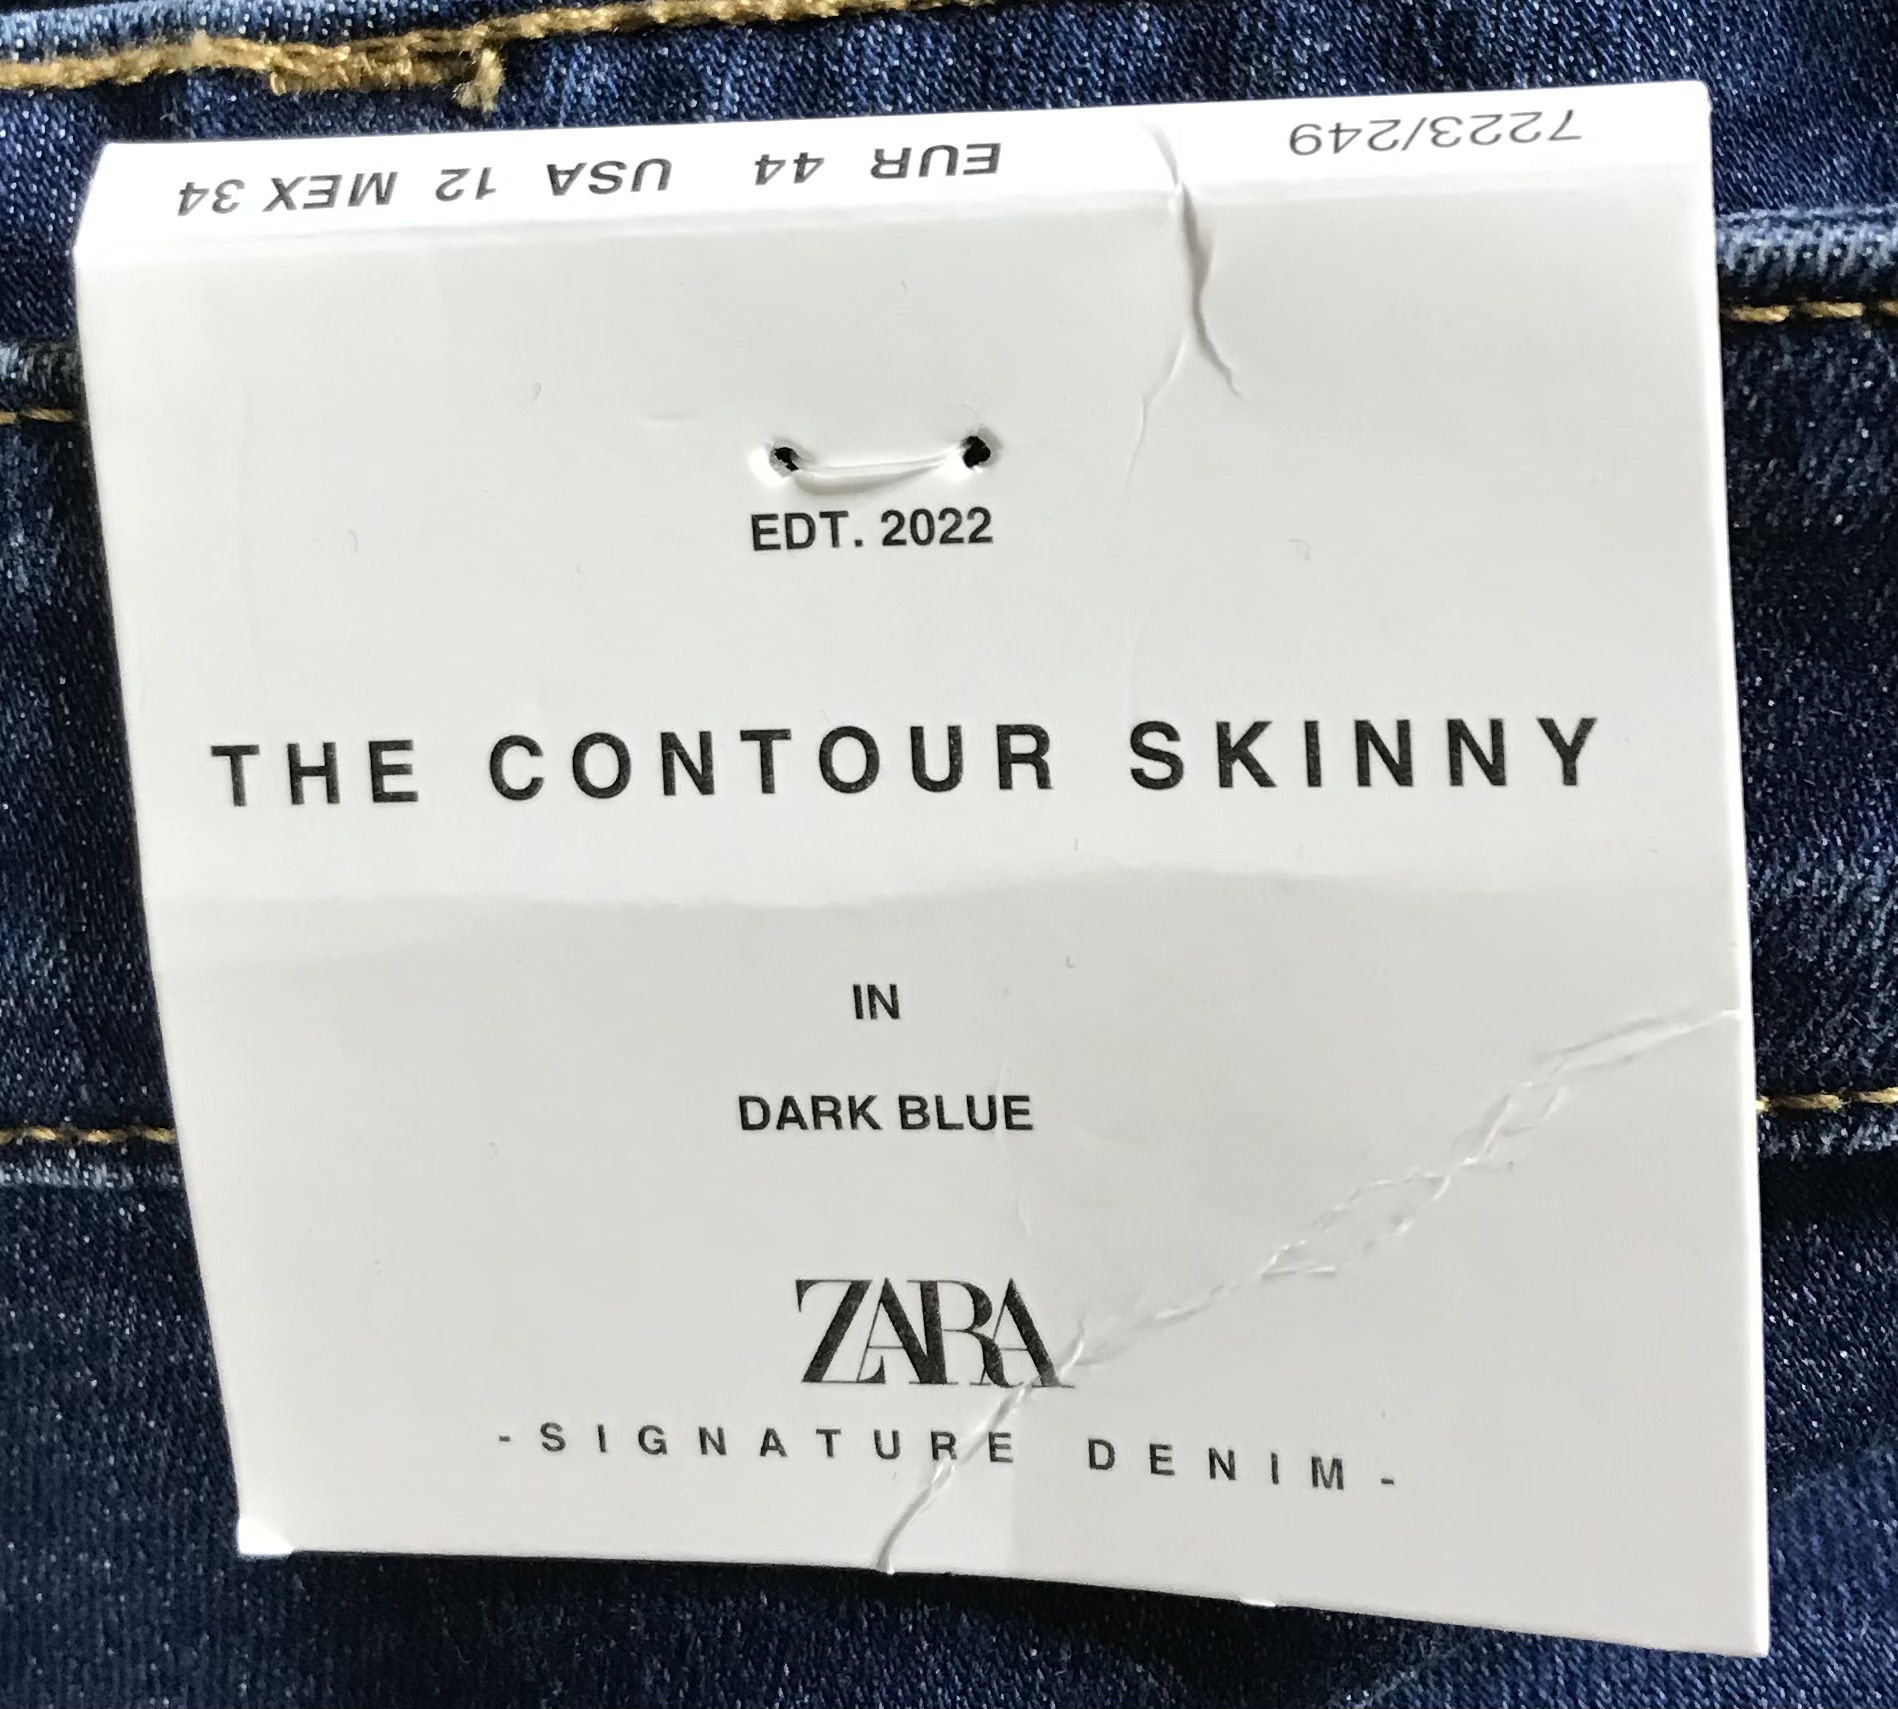 7223/249 EUR 44 USA 12 MEX 34
EDT. 2022
THE CONTOUR SKINNY
IN
DARK BLUE
ZARA
-SIGNATURE DENIM-